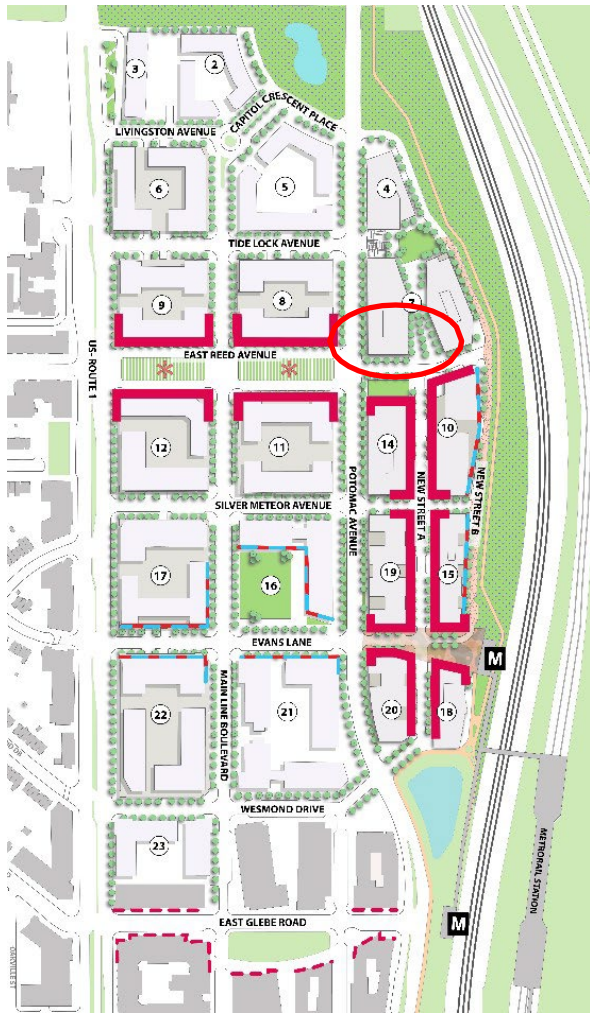 3
2
CAPITOL CRESCENT PLACE
LIVINGSTON AVENUE
6
5
4
TIDE LOCK AVENUE
9
8
7
EAST REED AVENUE
US- ROUTE 1
12
11
14
10
POTOMAC AVENUE
NEW STREET A
NEW STREET B
SILVER METEOR AVENUE
17
16
19
15
EVANS LANE
M
MAIN LINE BOULEVARD
22
21
20
18
WESMOND DRIVE
23
METRORAIL STATION
EAST GLEBE ROAD
M
OAKVILLE ST